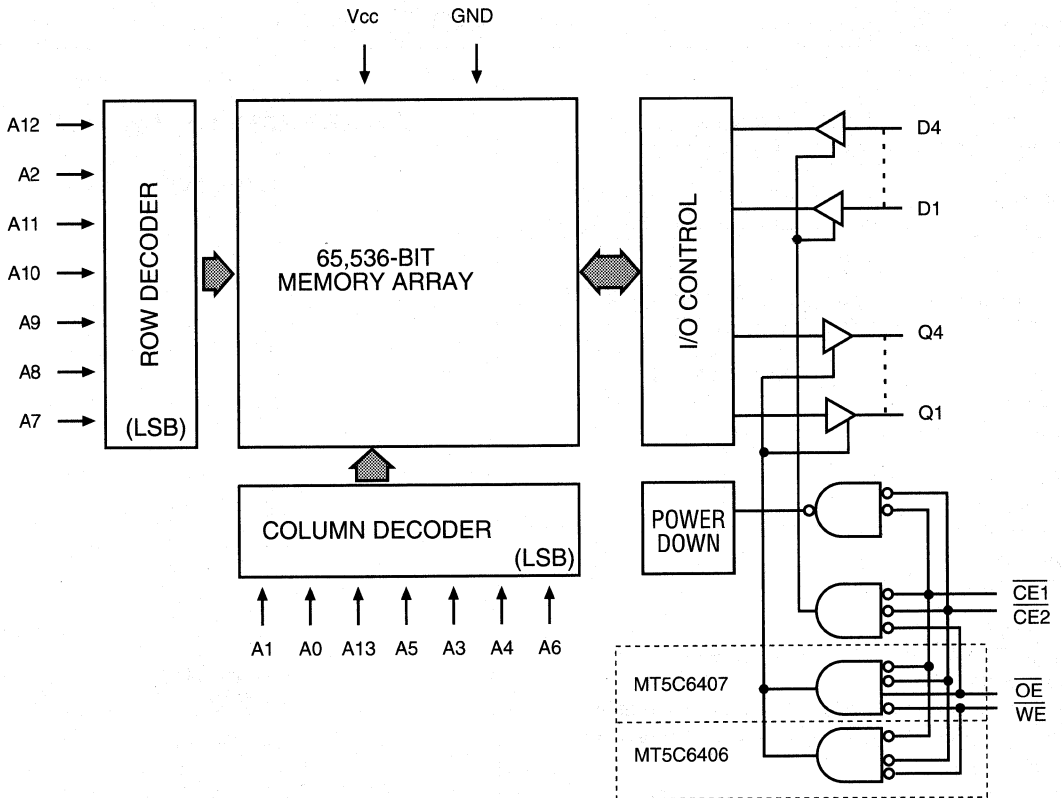 Vcc
GND
A12
A2
A11
A10
A9
A8
A7
ROW DECODER
(LSB)
65,536-BIT
MEMORY ARRAY
I/O CONTROL
D4
D1
Q4
Q1
COLUMN DECODER
(LSB)
A1 A0 A13 A5 A3 A4 A6
POWER
DOWN
CE1
CE2
MT5C6407
OE
WE
MT5C6406